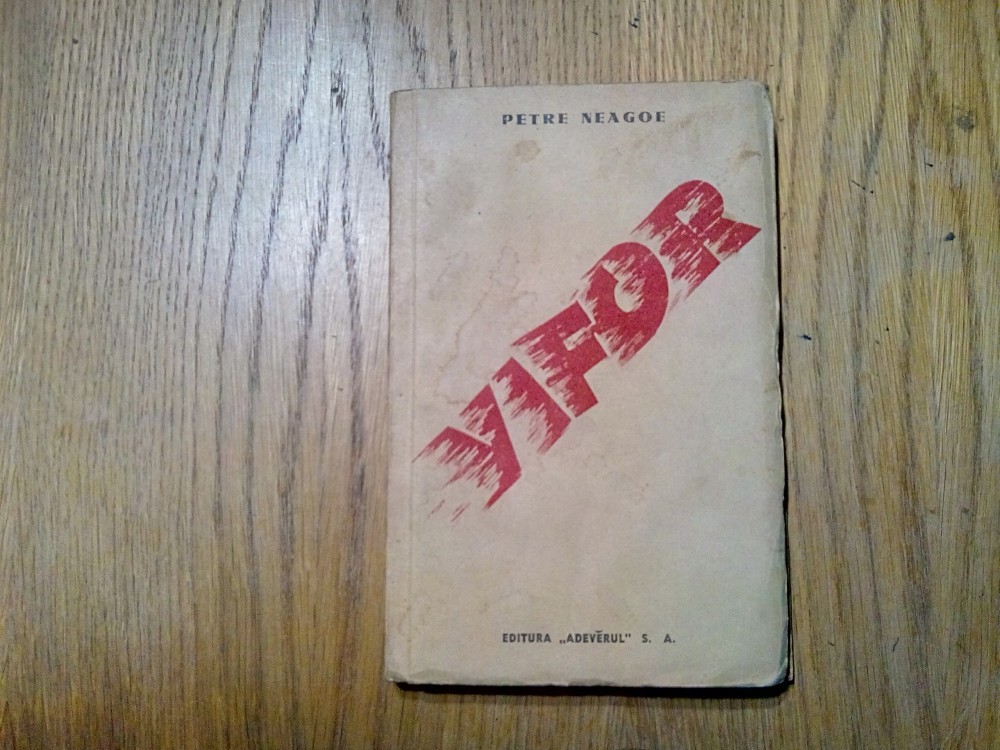 PETRE NEAGOE
VIFOR
EDITURA „ADEVĔRUL" S. A.